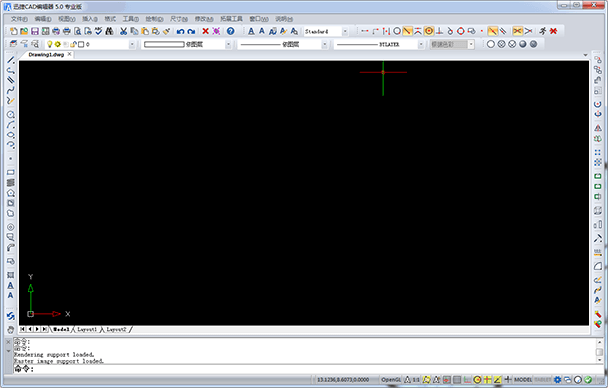 迅捷CAD编辑器 5.0 专业版
文件(F) 编辑(E) 视图(V) 插入(I) 格式 工具(T) 绘制(D) 尺寸(S) 修改(M) 拓展工具 窗口(W) 说明(H)
Standard
0 依图层 依图层 BYLAYER 根据色彩
Drawing1.dwg
Y
X
Model Layout1 Layout2
命令:
命令:
Rendering support loaded.
Raster image support loaded.
命令:
13.1236,8.6073,0.0000 OpenGL 1:1 MODEL